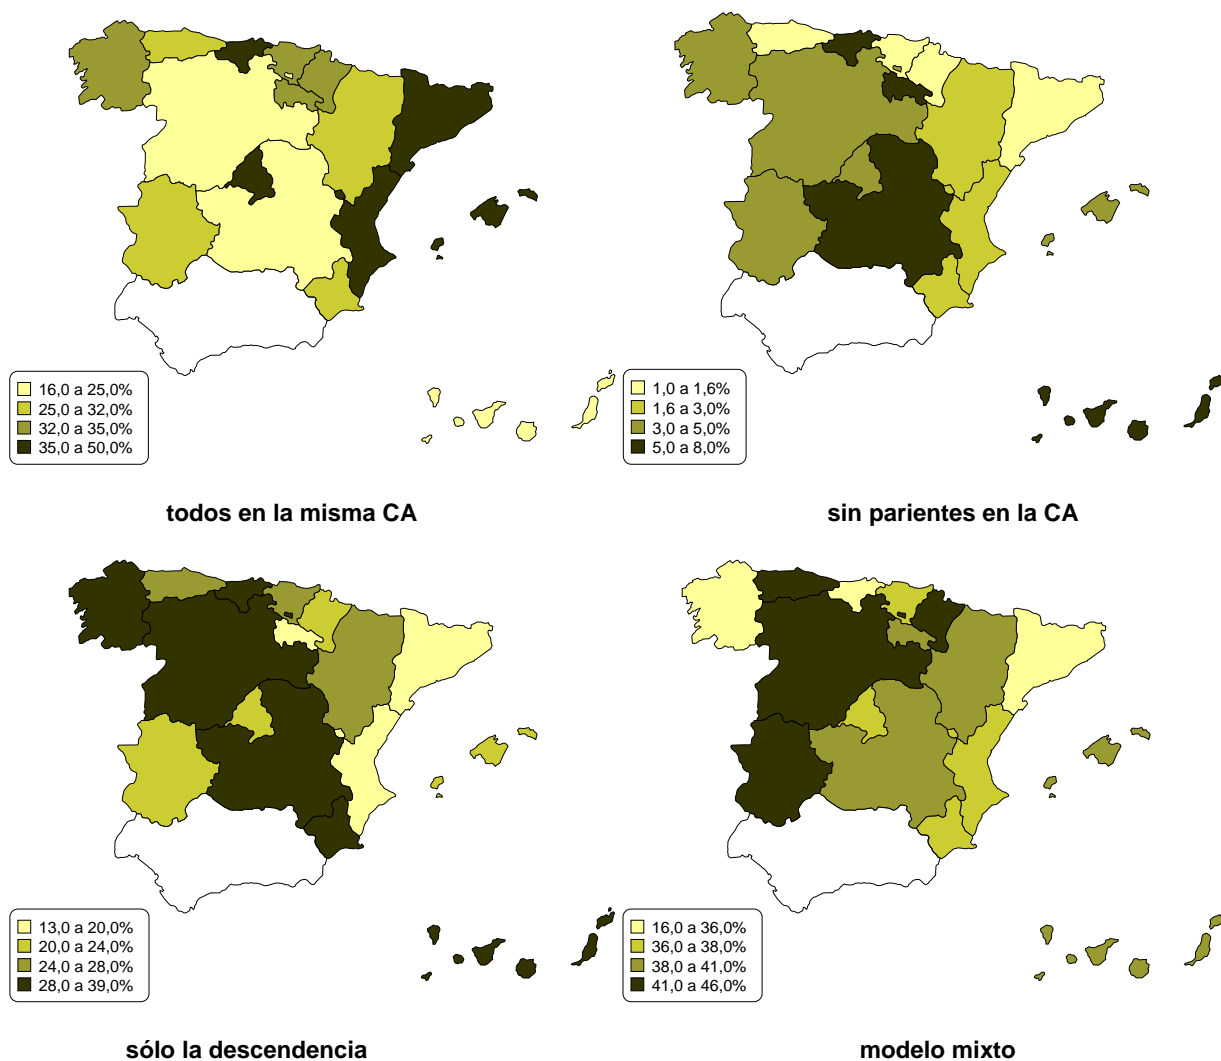 16,0 a 25,0%
25,0 a 32,0%
32,0 a 35,0%
35,0 a 50,0%
todos en la misma CA
1,0 a 1,6%
1,6 a 3,0%
3,0 a 5,0%
5,0 a 8,0%
sin parientes en la CA
13,0 a 20,0%
20,0 a 24,0%
24,0 a 28,0%
28,0 a 39,0%
sólo la descendencia
16,0 a 36,0%
36,0 a 38,0%
38,0 a 41,0%
41,0 a 46,0%
modelo mixto